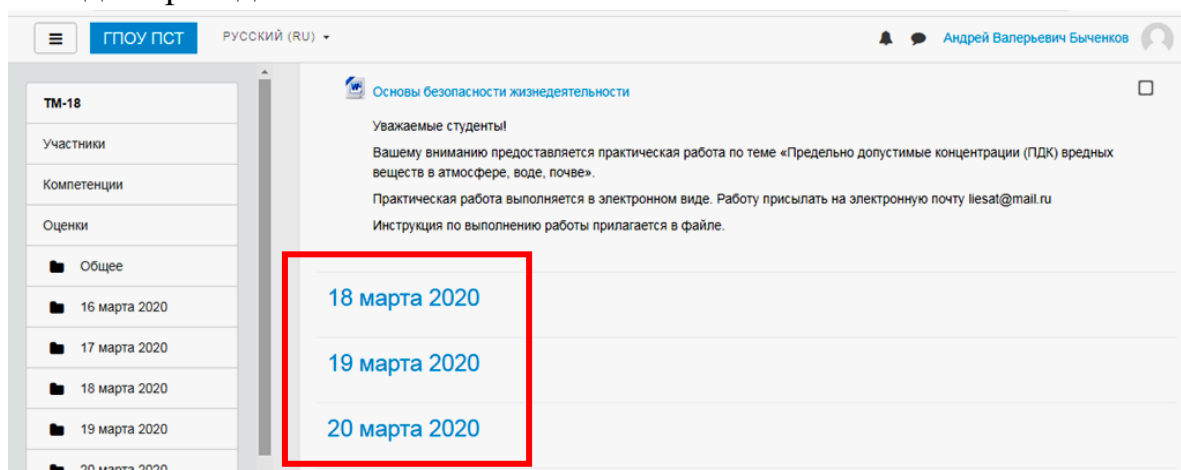 ГПОУ ПСТ
РУССКИЙ (RU)
Андрей Валерьевич Быченков
ТМ-18
Участники
Компетенции
Оценки
Общее
16 марта 2020
17 марта 2020
18 марта 2020
19 марта 2020
20 марта 2020
Основы безопасности жизнедеятельности
Уважаемые студенты!
Вашему вниманию предоставляется практическая работа по теме «Предельно допустимые концентрации (ПДК) вредных
веществ в атмосфере, воде, почве».
Практическая работа выполняется в электронном виде. Работу присылать на электронную почту liesat@mail.ru
Инструкция по выполнению работы прилагается в файле.
18 марта 2020
19 марта 2020
20 марта 2020